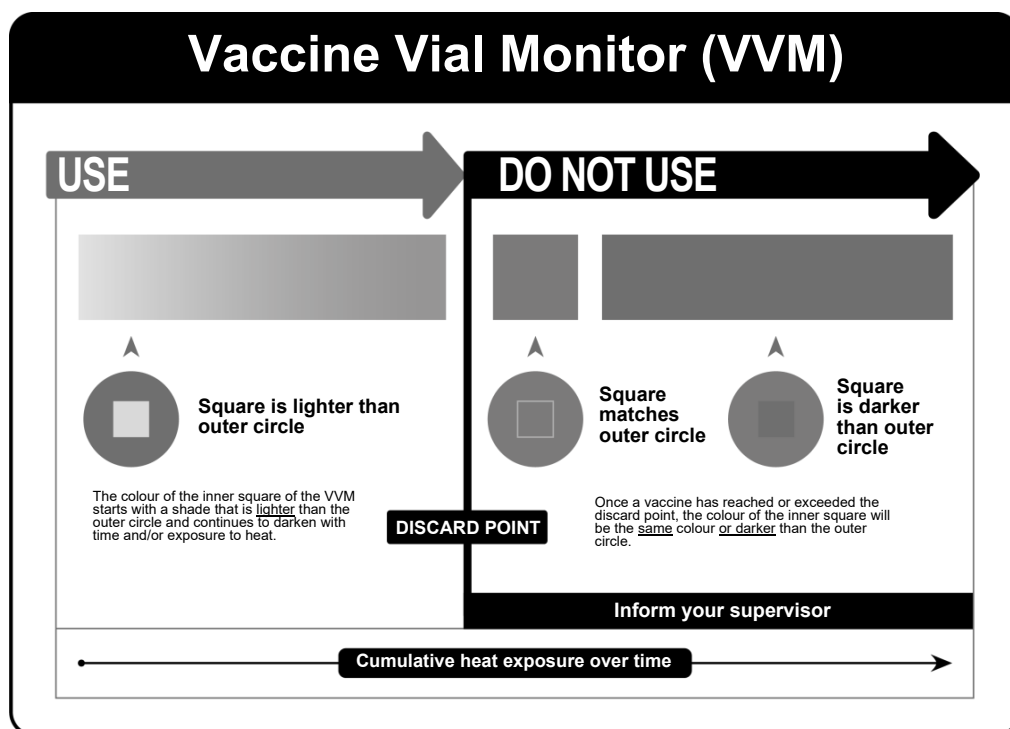 Vaccine Vial Monitor (VVM)
USE
DO NOT USE
Square is lighter than
outer circle
Square
matches
outer circle
Square
is darker
than outer
circle
The colour of the inner square of the VVM
starts with a shade that is lighter than the
outer circle and continues to darken with
time and/or exposure to heat.
DISCARD POINT
Once a vaccine has reached or exceeded the
discard point, the colour of the inner square will
be the same colour or darker than the outer
circle.
Inform your supervisor
Cumulative heat exposure over time